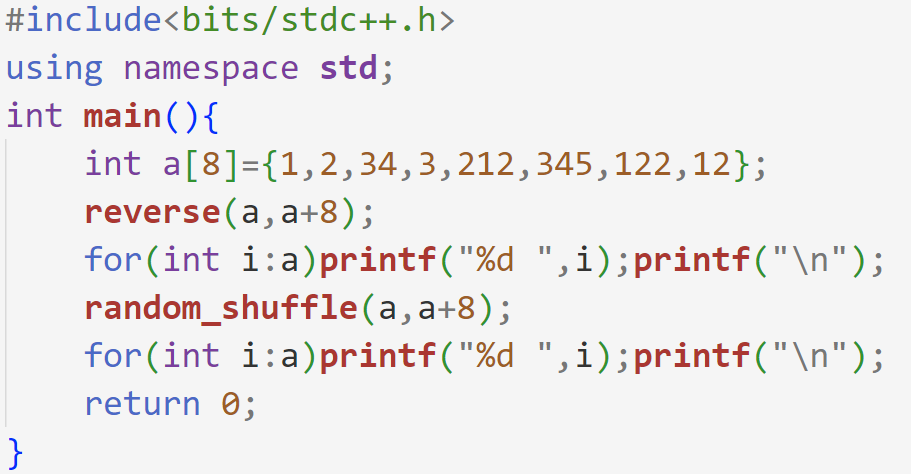 #include<bits/stdc++.h>
using namespace std;
int main(){
    int a[8]={1,2,34,3,212,345,122,12};
    reverse(a,a+8);
    for(int i:a)printf("%d ",i);printf("\n");
    random_shuffle(a,a+8);
    for(int i:a)printf("%d ",i);printf("\n");
    return 0;
}